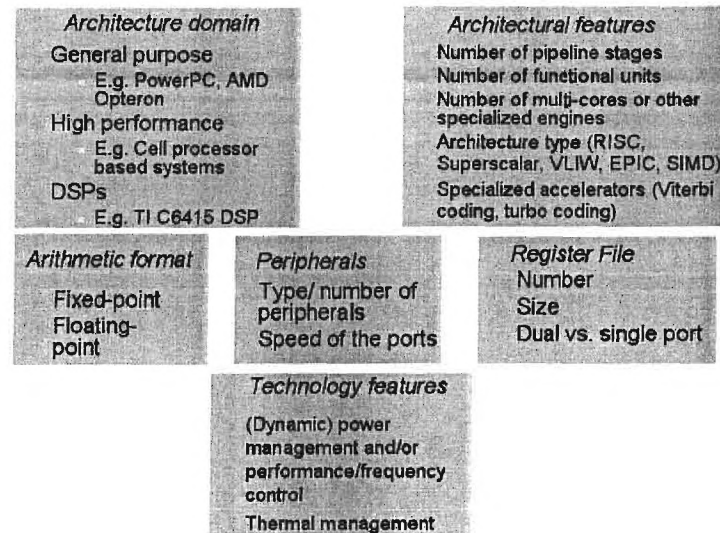 Architecture domain
General purpose
E.g. PowerPC, AMD
Opteron
High performance
E.g. Cell processor
based systems
DSPs
E.g. TI C6415 DSP
Architectural features
Number of pipeline stages
Number of functional units
Number of multi-cores or other
specialized engines
Architecture type (RISC,
Superscalar, VLIW, EPIC, SIMD)
Specialized accelerators (Viterbi
coding, turbo coding)
Arithmetic format
Fixed-point
Floating-
point
Peripherals
Type/ number of
peripherals
Speed of the ports
Register File
Number
Size
Dual vs. single port
Technology features
(Dynamic) power
management and/or
performance/frequency
control
Thermal management